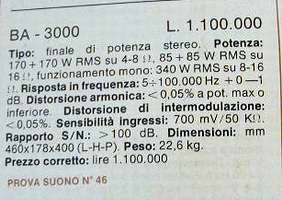 BA - 3000 L. 1.100.000
Tipo: finale di potenza stereo. Potenza:
170 + 170 W RMS su 4-8 Ω, 85 + 85 W RMS su
16 Ω, funzionamento mono: 340 W RMS su 8-16
Ω. Risposta in frequenza: 5÷100.000 Hz + 0 —1
dB. Distorsione armonica: < 0,05% a pot. max o
inferiore. Distorsione di intermodulazione:
< 0,05%. Sensibilità ingressi: 700 mV/50 KΩ.
Rapporto S/N.: > 100 dB. Dimensioni: mm
460x178x400 (L-H-P). Peso: 22,6 kg.
Prezzo corretto: lire 1.100.000
PROVA SUONO N° 46